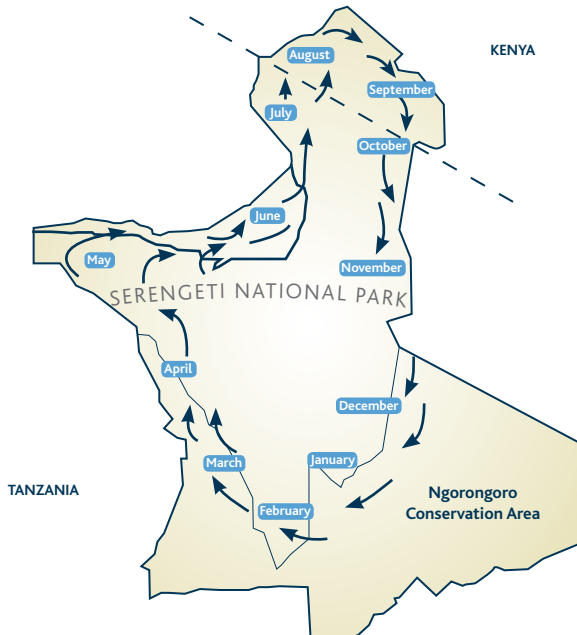 KENYA
August
September
July
October
June
May
November
SERENGETI NATIONAL PARK
April
December
March
January
TANZANIA
February
Ngorongoro
Conservation Area